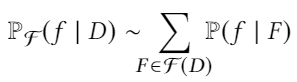 ℙ_ℱ(f | D) ∼ ∑_{F∈ℱ(D)} ℙ(f | F)